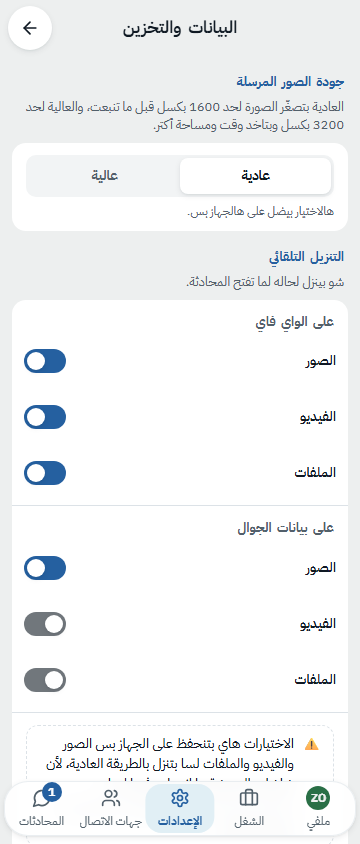 البيانات والتخزين
جودة الصور المرسلة
العادية بتصغّر الصورة لحد 1600 بكسل قبل ما تنبعت، والعالية لحد
3200 بكسل وبتاخد وقت ومساحة أكتر.
عادية
عالية
هالاختيار بيضل على هالجهاز بس.
التنزيل التلقائي
شو بينزل لحاله لما تفتح المحادثة.
على الواي فاي
الصور
الفيديو
الملفات
على بيانات الجوال
الصور
الفيديو
الملفات
الاختيارات هاي بتنحفظ على الجهاز بس الصور
والفيديو والملفات لسا بتنزل بالطريقة العادية، لأن
ZO
1
ملفي
الشغل
الإعدادات
جهات الاتصال
المحادثات